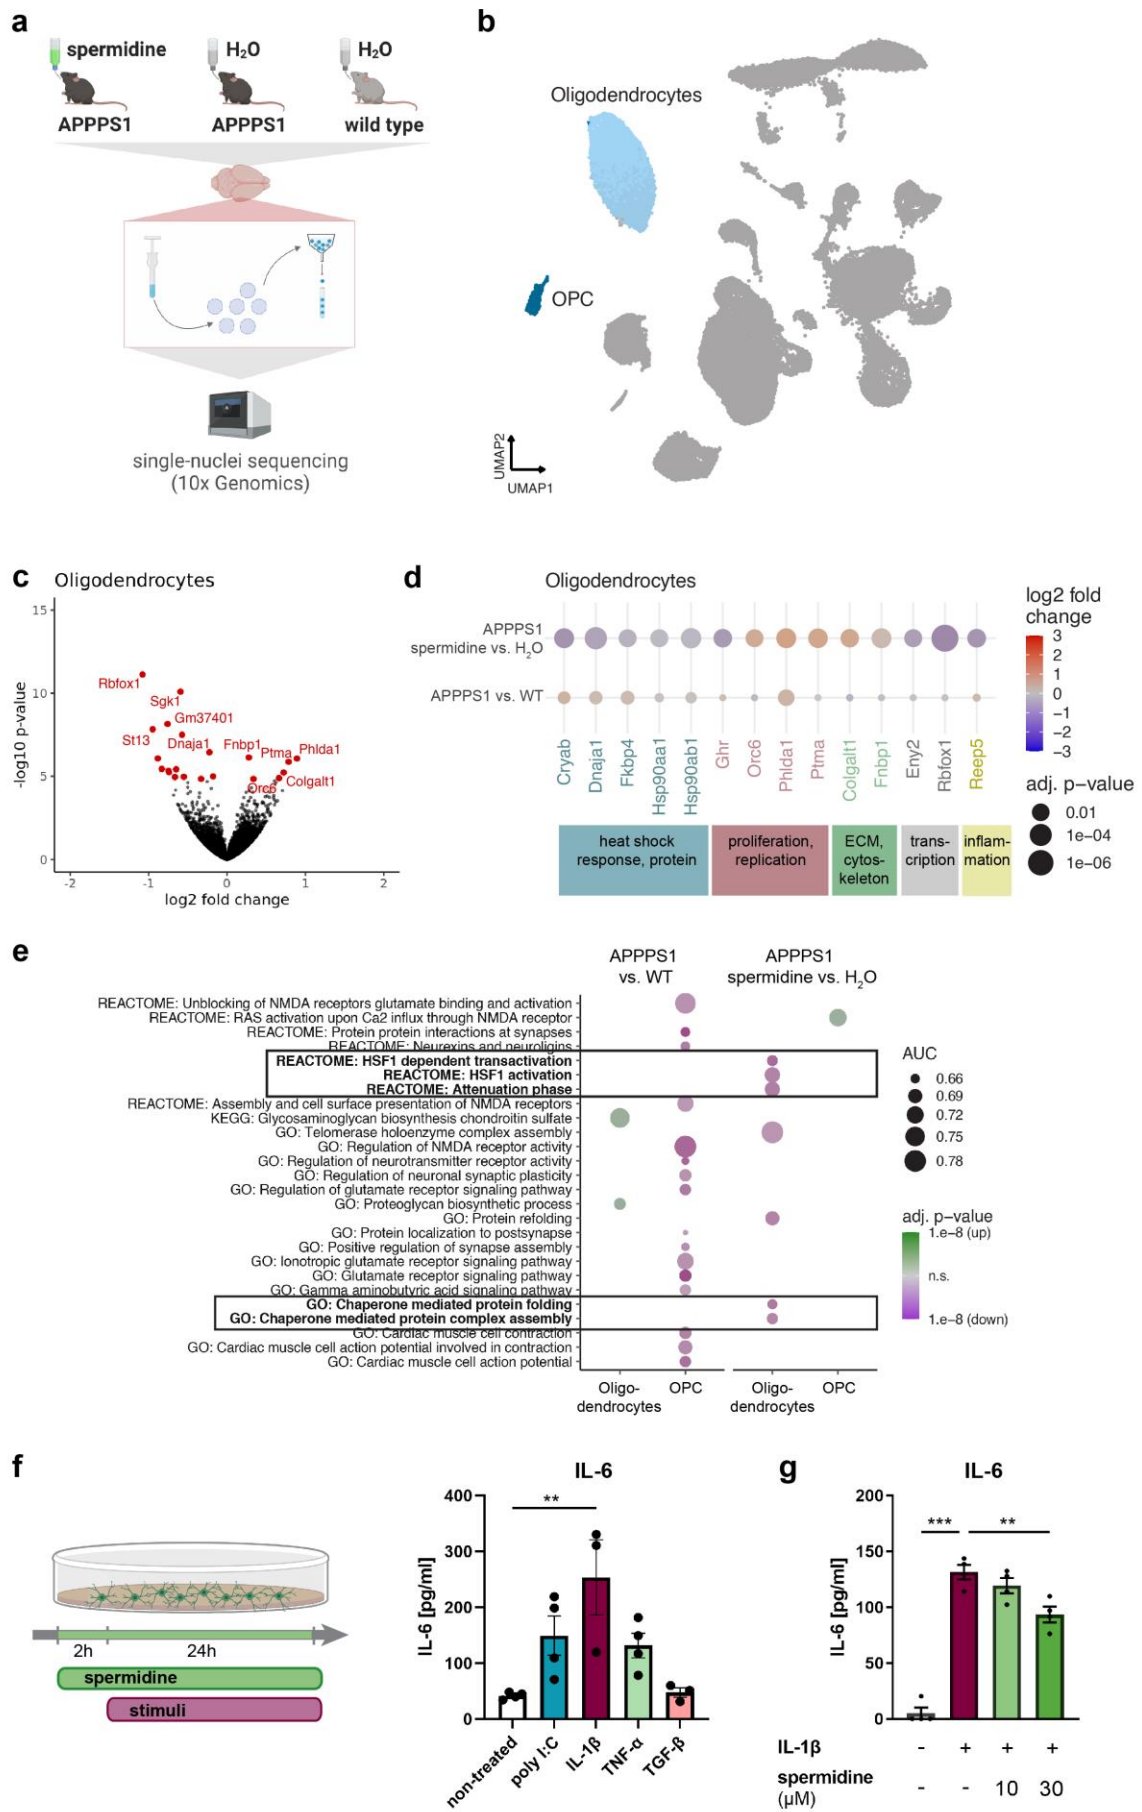 a
spermidine
H2O
H2O
APPPS1
APPPS1
wild type
single-nuclei sequencing
(10x Genomics)
b
Oligodendrocytes
OPC
UMAP2
UMAP1
c
Oligodendrocytes
15
10
5
0
-log10 p-value
Rbfox1
Sgk1
Gm37401
St13
Dnaja1
Fnbp1
Ptma
Phlda1
Orc6
Colgalt1
-2
-1
0
1
2
log2 fold change
d
Oligodendrocytes
APPPS1
spermidine vs. H2O
APPPS1 vs. WT
Cryab
Dnaja1
Fkbp4
Hsp90aa1
Hsp90ab1
Ghr
Orc6
Phlda1
Ptma
Colgalt1
Fnbp1
Eny2
Rbfox1
Reep5
heat shock
response, protein
proliferation,
replication
ECM,
cytos-
keleton
trans-
cription
inflam-
mation
log2 fold
change
3
2
1
0
−1
−2
−3
adj. p−value
0.01
1e−04
1e−06
e
APPPS1
vs. WT
APPPS1
spermidine vs. H2O
REACTOME: Unblocking of NMDA receptors glutamate binding and activation
REACTOME: RAS activation upon Ca2 influx through NMDA receptor
REACTOME: Protein protein interactions at synapses
REACTOME: Neurexins and neuroligins
REACTOME: HSF1 dependent transactivation
REACTOME: HSF1 activation
REACTOME: Attenuation phase
REACTOME: Assembly and cell surface presentation of NMDA receptors
KEGG: Glycosaminoglycan biosynthesis chondroitin sulfate
GO: Telomerase holoenzyme complex assembly
GO: Regulation of NMDA receptor activity
GO: Regulation of neurotransmitter receptor activity
GO: Regulation of neuronal synaptic plasticity
GO: Regulation of glutamate receptor signaling pathway
GO: Proteoglycan biosynthetic process
GO: Protein refolding
GO: Protein localization to postsynapse
GO: Positive regulation of synapse assembly
GO: Ionotropic glutamate receptor signaling pathway
GO: Glutamate receptor signaling pathway
GO: Gamma aminobutyric acid signaling pathway
GO: Chaperone mediated protein folding
GO: Chaperone mediated protein complex assembly
GO: Cardiac muscle cell contraction
GO: Cardiac muscle cell action potential involved in contraction
GO: Cardiac muscle cell action potential
Oligo-
dendrocytes
OPC
Oligo-
dendrocytes
OPC
AUC
0.66
0.69
0.72
0.75
0.78
adj. p−value
1.e−8 (up)
n.s.
1.e−8 (down)
f
2h
24h
spermidine
stimuli
IL-6
**
400
300
200
100
0
IL-6 [pg/ml]
non-treated
poly I:C
IL-1β
TNF-α
TGF-β
g
IL-6
***
**
200
150
100
50
0
IL-6 [pg/ml]
IL-1β - + + +
spermidine - - 10 30
(μM)